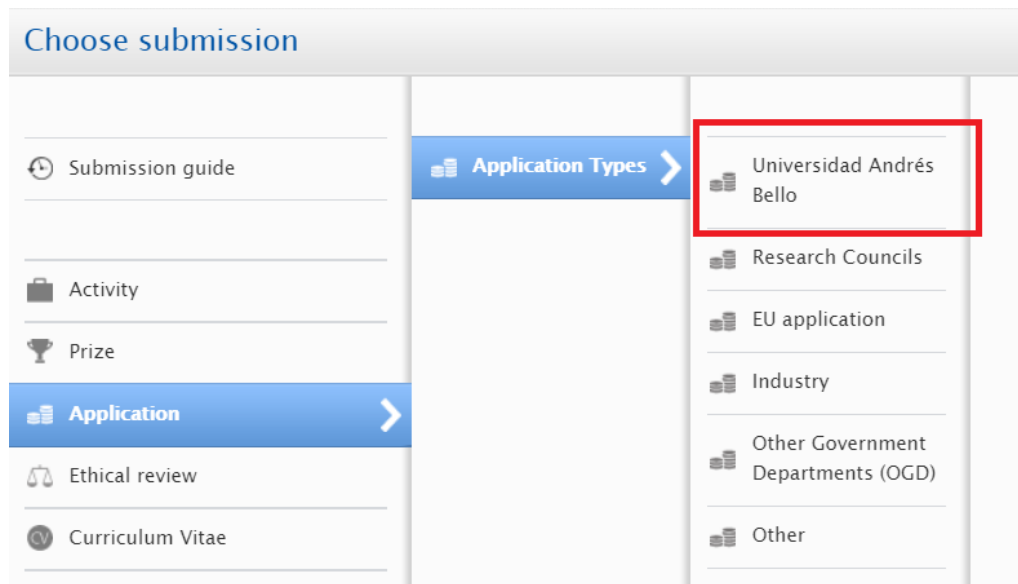 Choose submission
Submission guide
Activity
Prize
Application
Ethical review
CV
Curriculum Vitae
Application Types
Universidad Andrés
Bello
Research Councils
EU application
Industry
Other Government
Departments (OGD)
Other